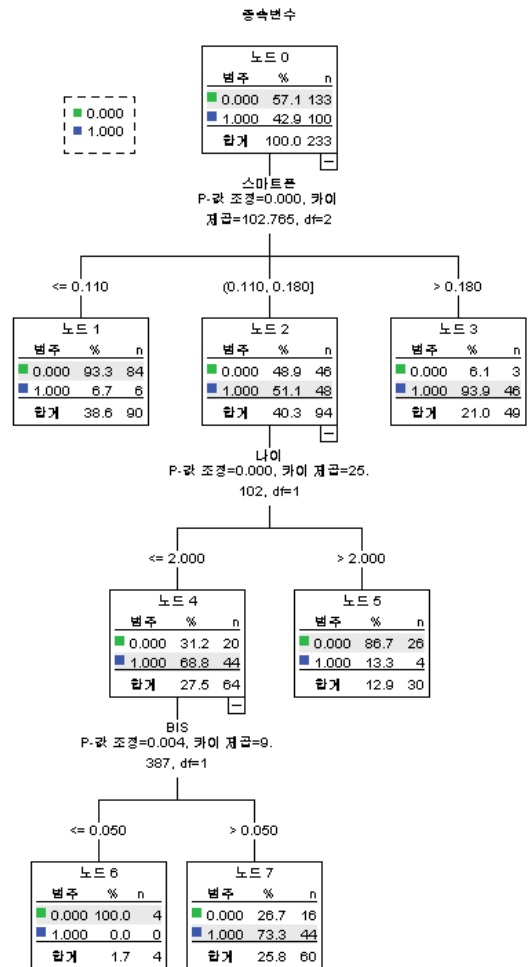 종속변수
0.000
1.000
노드 0
범주 % n
0.000 57.1 133
1.000 42.9 100
합계 100.0 233
스마트폰
P-값 조정=0.000, 카이
제곱=102.765, df=2
<= 0.110
(0.110, 0.180]
> 0.180
노드 1
범주 % n
0.000 93.3 84
1.000 6.7 6
합계 38.6 90
노드 2
범주 % n
0.000 48.9 46
1.000 51.1 48
합계 40.3 94
노드 3
범주 % n
0.000 6.1 3
1.000 93.9 46
합계 21.0 49
나이
P-값 조정=0.000, 카이 제곱=25.
102, df=1
<= 2.000
> 2.000
노드 4
범주 % n
0.000 31.2 20
1.000 68.8 44
합계 27.5 64
노드 5
범주 % n
0.000 86.7 26
1.000 13.3 4
합계 12.9 30
BIS
P-값 조정=0.004, 카이 제곱=9.
387, df=1
<= 0.050
> 0.050
노드 6
범주 % n
0.000 100.0 4
1.000 0.0 0
합계 1.7 4
노드 7
범주 % n
0.000 26.7 16
1.000 73.3 44
합계 25.8 60